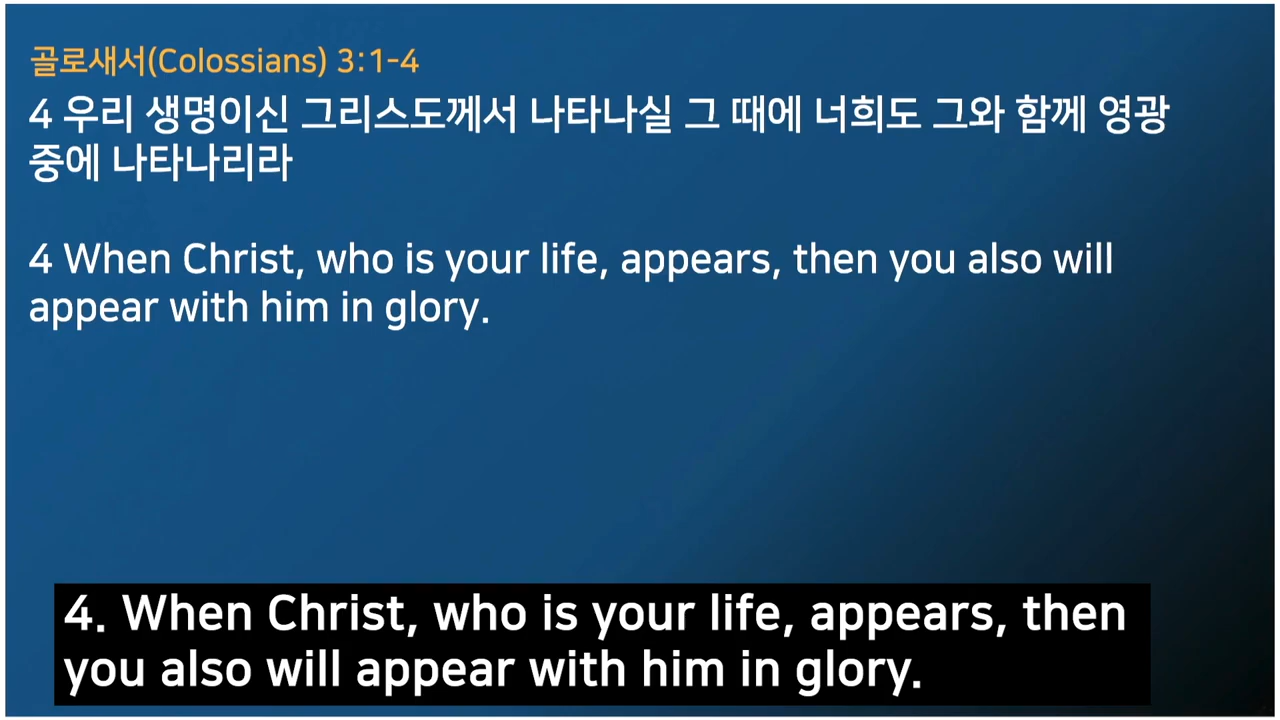 골로새서(Colossians) 3:1-4
4 우리 생명이신 그리스도께서 나타나실 그 때에 너희도 그와 함께 영광
중에 나타나리라
4 When Christ, who is your life, appears, then you also will
appear with him in glory.
4. When Christ, who is your life, appears, then
you also will appear with him in glory.